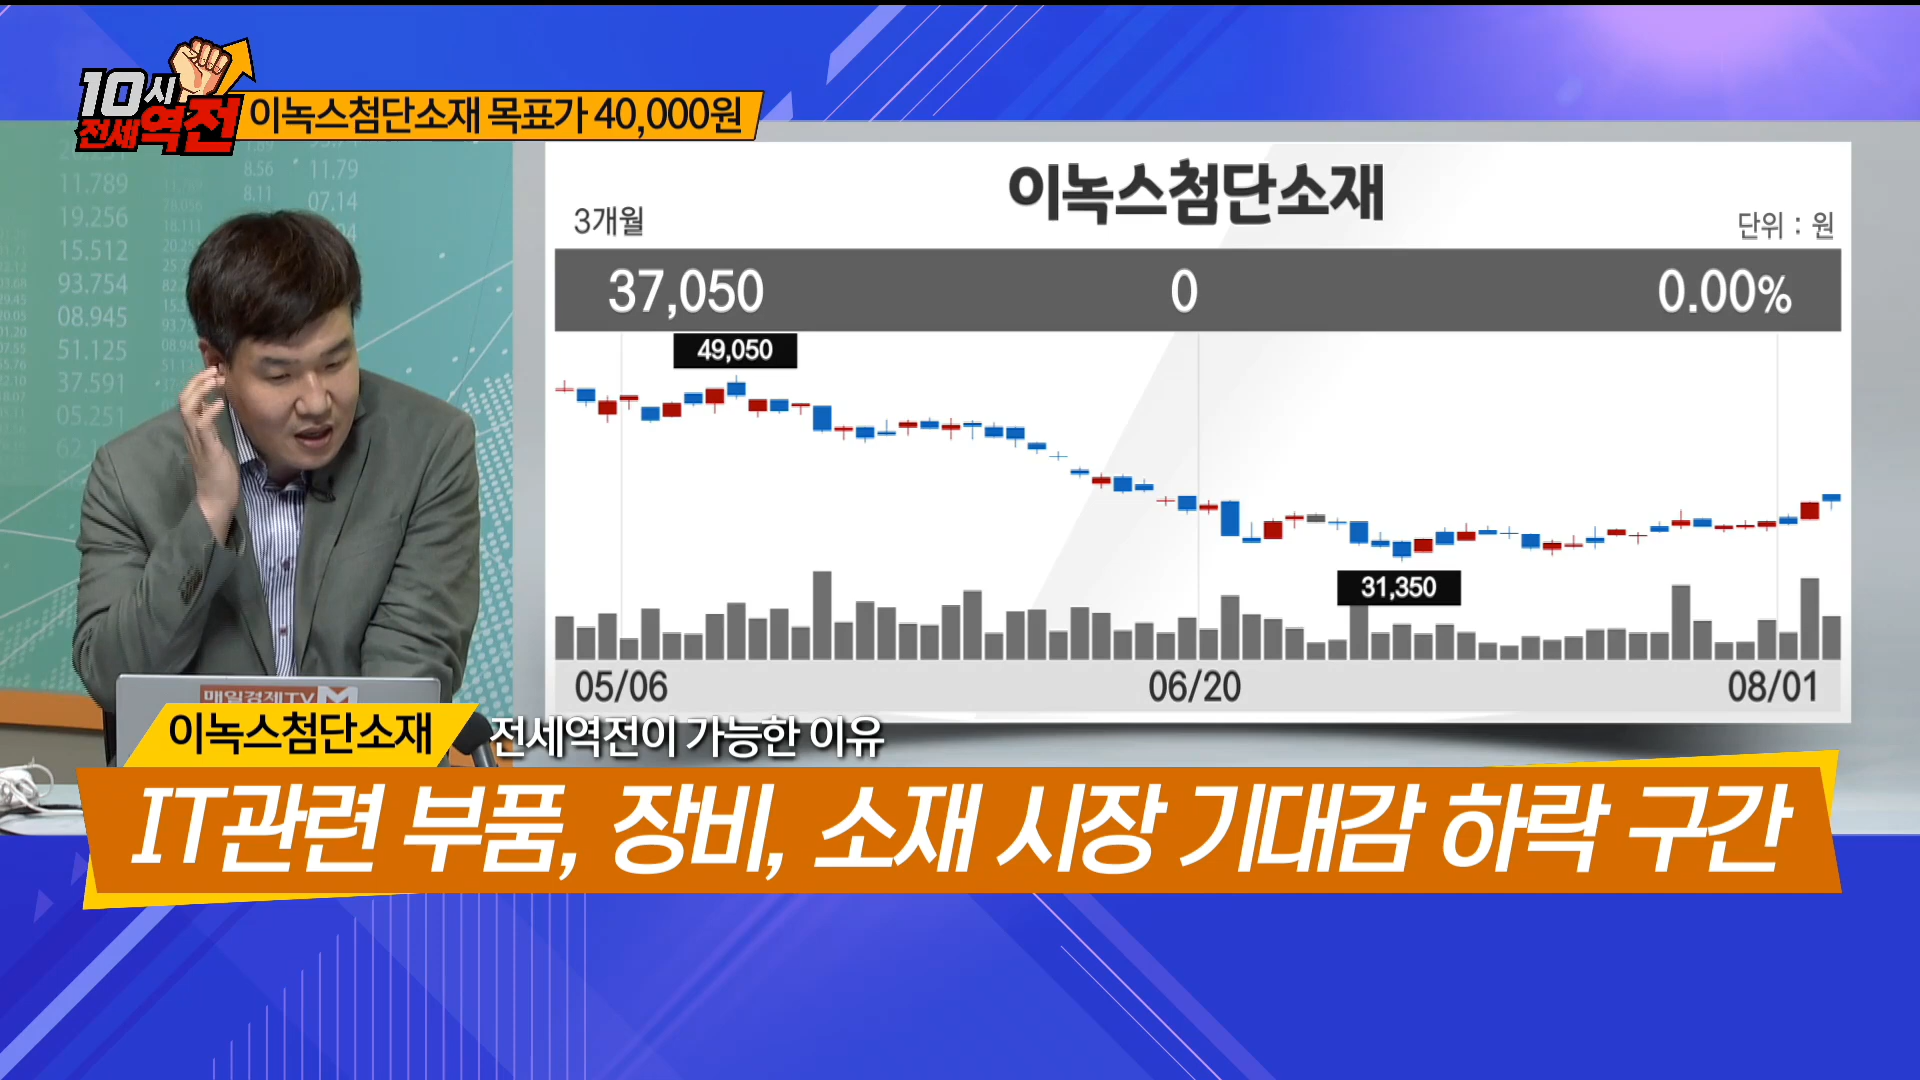 10시
전세역전
이녹스첨단소재 목표가 40,000원
이녹스첨단소재
3개월
단위 : 원
37,050 0 0.00%
49,050
31,350
05/06 06/20 08/01
11.789
19.256
15.512
93.754
08.945
51.125
37.591
05.251
8.56
8.11
11.79
07.14
매일경제TV M
이녹스첨단소재
전세역전이 가능한 이유
IT관련 부품, 장비, 소재 시장 기대감 하락 구간